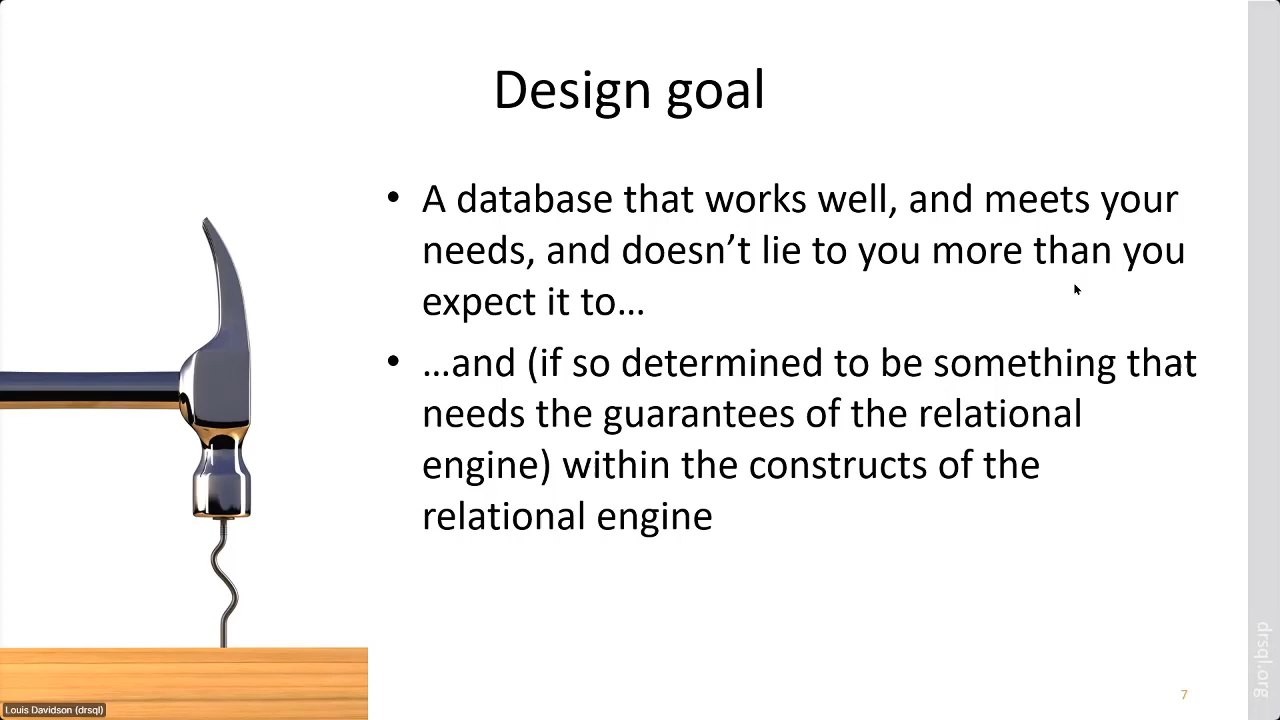 Design goal
• A database that works well, and meets your
needs, and doesn’t lie to you more than you
expect it to…
• …and (if so determined to be something that
needs the guarantees of the relational
engine) within the constructs of the
relational engine
7
drsql.org
Louis Davidson (drsql)